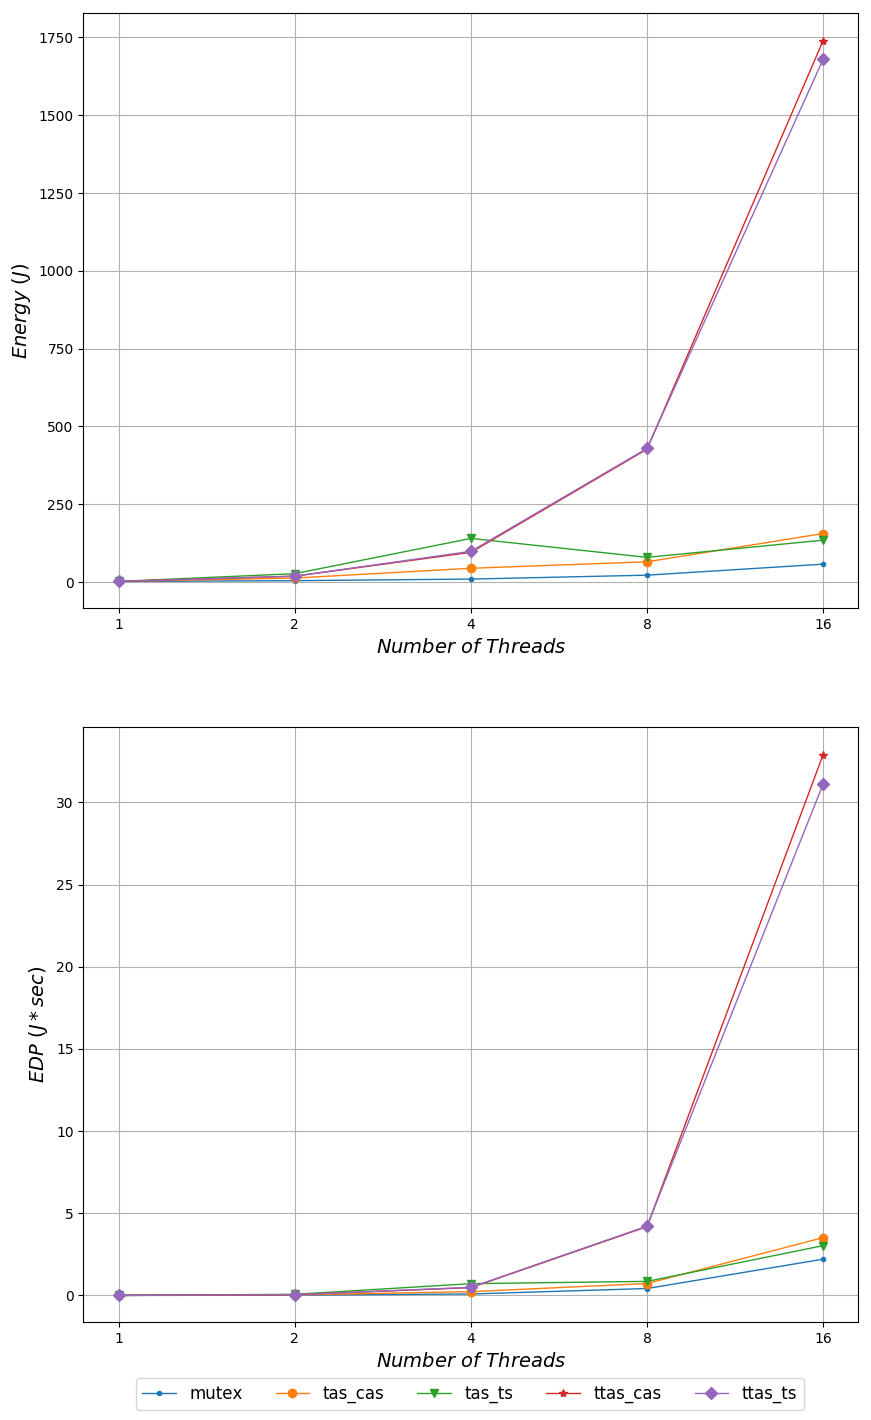 1750
1500
1250
1000
750
500
250
0
Energy (J)
1 2 4 8 16
Number of Threads
30
25
20
15
10
5
0
EDP (J * sec)
1 2 4 8 16
Number of Threads
mutex tas_cas tas_ts ttas_cas ttas_ts